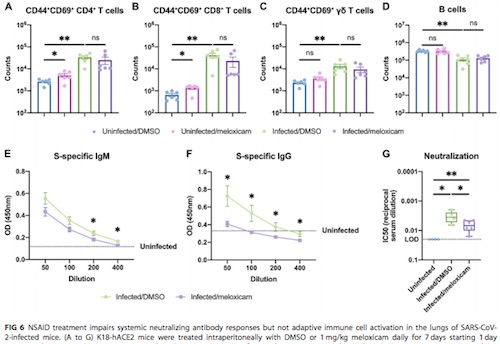 A CD44⁺CD69⁺ CD4⁺ T cells
B CD44⁺CD69⁺ CD8⁺ T cells
C CD44⁺CD69⁺ γδ T cells
D B cells
** ns
*
** ns
*
** ns
ns
** ns
ns
Counts
10⁵
10⁴
10³
10²
Counts
10⁵
10⁴
10³
10²
Counts
10⁵
10⁴
10³
10²
Counts
10⁶
10⁵
10⁴
10³
10²
Uninfected/DMSO Uninfected/meloxicam Infected/DMSO Infected/meloxicam
E S-specific IgM
F S-specific IgG
G Neutralization
OD (450nm)
0.8
0.6
0.4
0.2
0.0
* *
Uninfected
50 100 200 400
Dilution
OD (450nm)
1.0
0.8
0.6
0.4
0.2
0.0
* * * *
Uninfected
50 100 200 400
Dilution
IC50 (reciprocal serum dilution)
0.0001
0.001
0.01
LOD
0.1
**
* *
Uninfected
Infected/DMSO
Infected/meloxicam
Infected/DMSO
Infected/meloxicam
Infected/DMSO
Infected/meloxicam
FIG 6 NSAID treatment impairs systemic neutralizing antibody responses but not adaptive immune cell activation in the lungs of SARS-CoV-
2-infected mice. (A to G) K18-hACE2 mice were treated intraperitoneally with DMSO or 1 mg/kg meloxicam daily for 7 days starting 1 day